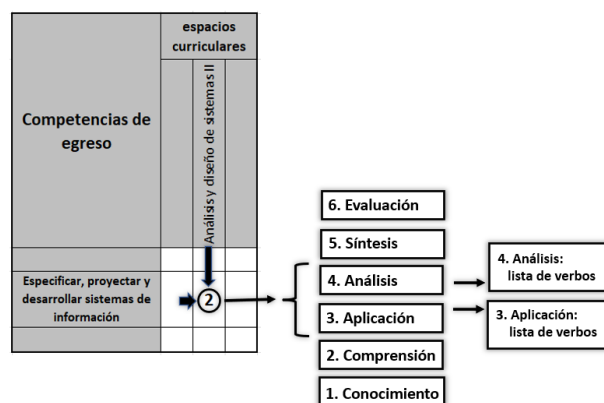 espacios
curriculares
Análisis y diseño de sistemas II
Competencias de
egreso
Especificar, proyectar y
desarrollar sistemas de
información
2
6. Evaluación
5. Síntesis
4. Análisis
3. Aplicación
2. Comprensión
1. Conocimiento
4. Análisis:
lista de verbos
3. Aplicación:
lista de verbos